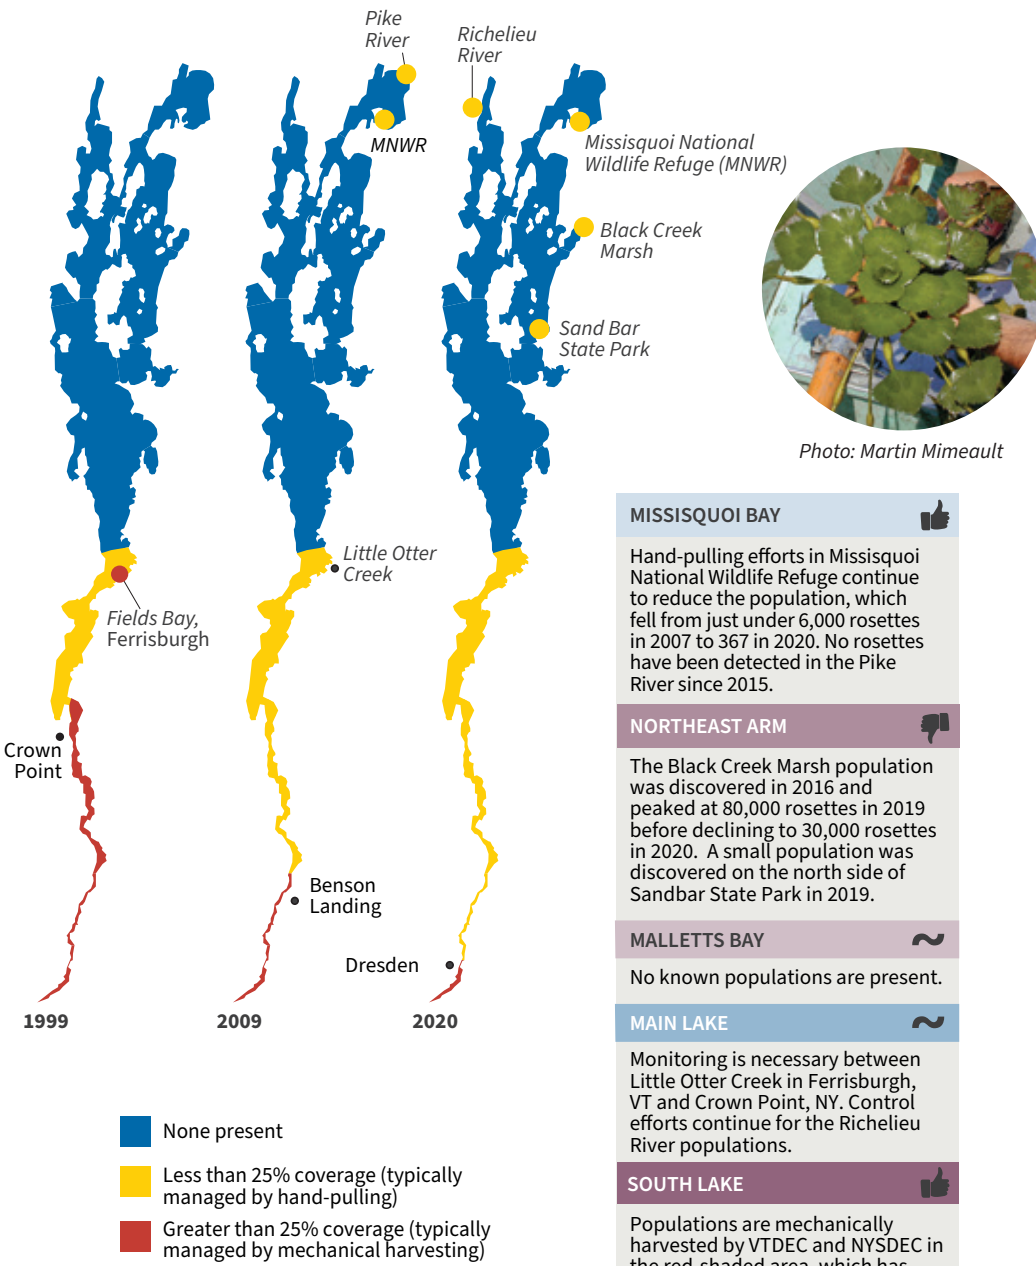 Pike
River
Richelieu
River
MNWR
Missisquoi National
Wildlife Refuge (MNWR)
Black Creek
Marsh
Sand Bar
State Park
Photo: Martin Mimeault
Little Otter
Creek
Fields Bay,
Ferrisburgh
Crown
Point
Benson
Landing
Dresden
1999
2009
2020
None present
Less than 25% coverage (typically
managed by hand-pulling)
Greater than 25% coverage (typically
managed by mechanical harvesting)
MISSISQUOI BAY
Hand-pulling efforts in Missisquoi
National Wildlife Refuge continue
to reduce the population, which
fell from just under 6,000 rosettes
in 2007 to 367 in 2020. No rosettes
have been detected in the Pike
River since 2015.
NORTHEAST ARM
The Black Creek Marsh population
was discovered in 2016 and
peaked at 80,000 rosettes in 2019
before declining to 30,000 rosettes
in 2020. A small population was
discovered on the north side of
Sandbar State Park in 2019.
MALLETTS BAY
No known populations are present.
MAIN LAKE
Monitoring is necessary between
Little Otter Creek in Ferrisburgh,
VT and Crown Point, NY. Control
efforts continue for the Richelieu
River populations.
SOUTH LAKE
Populations are mechanically
harvested by VTDEC and NYSDEC in
the red-shaded area, which has